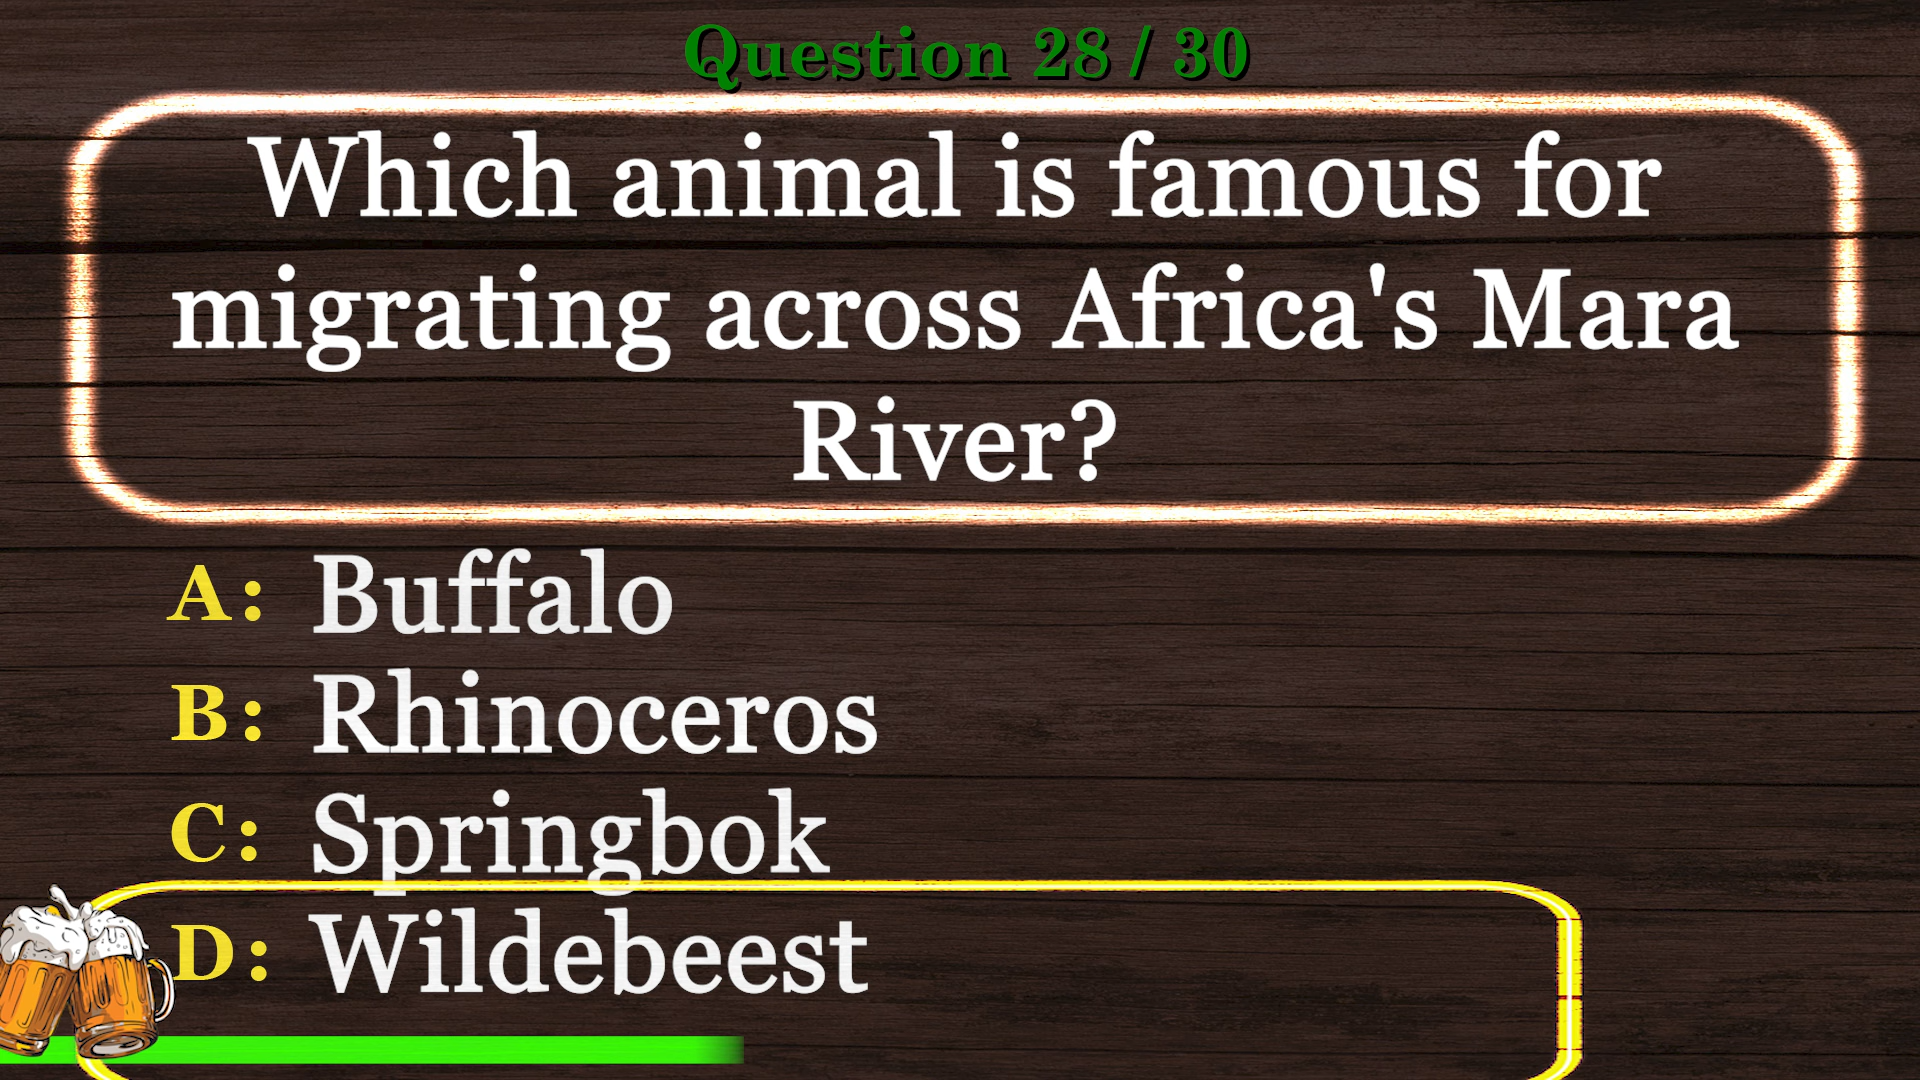 Question 28 / 30
Which animal is famous for
migrating across Africa's Mara
River?
A: Buffalo
B: Rhinoceros
C: Springbok
D: Wildebeest